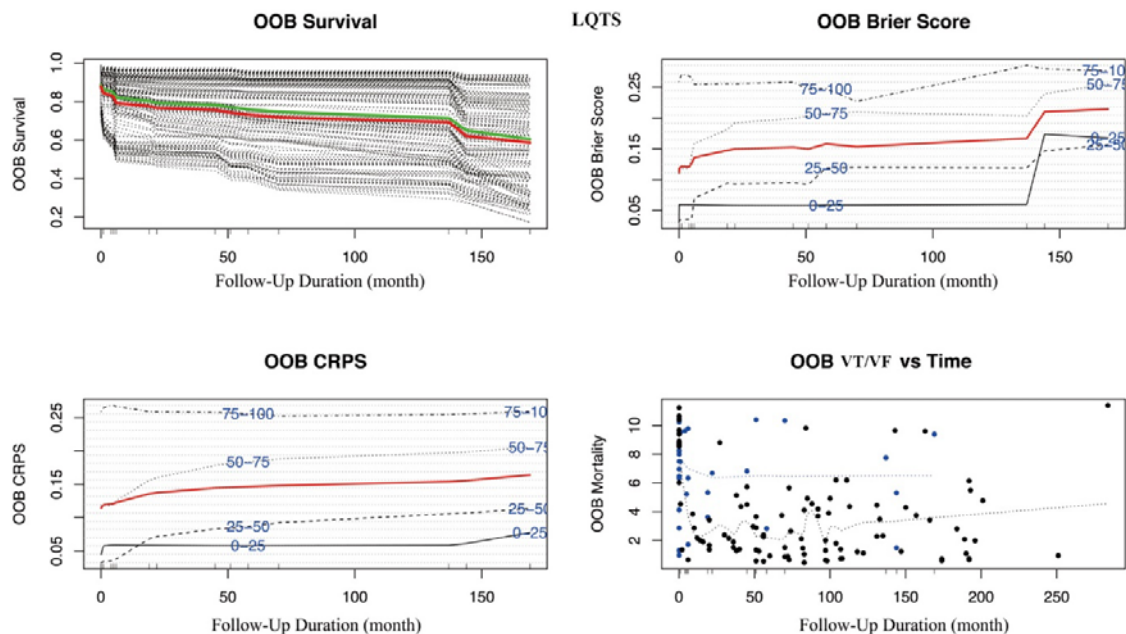 LQTS
OOB Survival
OOB Survival
1.0
0.8
0.6
0.4
0.2
0 50 100 150
Follow-Up Duration (month)
OOB Brier Score
OOB Brier Score
0.25
0.15
0.05
75-100
50-75
25-50
0-25
75-10
50-75
0-25
25-50
0 50 100 150
Follow-Up Duration (month)
OOB CRPS
OOB CRPS
0.25
0.15
0.05
75-100
50-75
25-50
0-25
75-10
50-75
25-50
0-25
0 50 100 150
Follow-Up Duration (month)
OOB VT/VF vs Time
OOB Mortality
10
8
6
4
2
0 50 100 150 200 250
Follow-Up Duration (month)